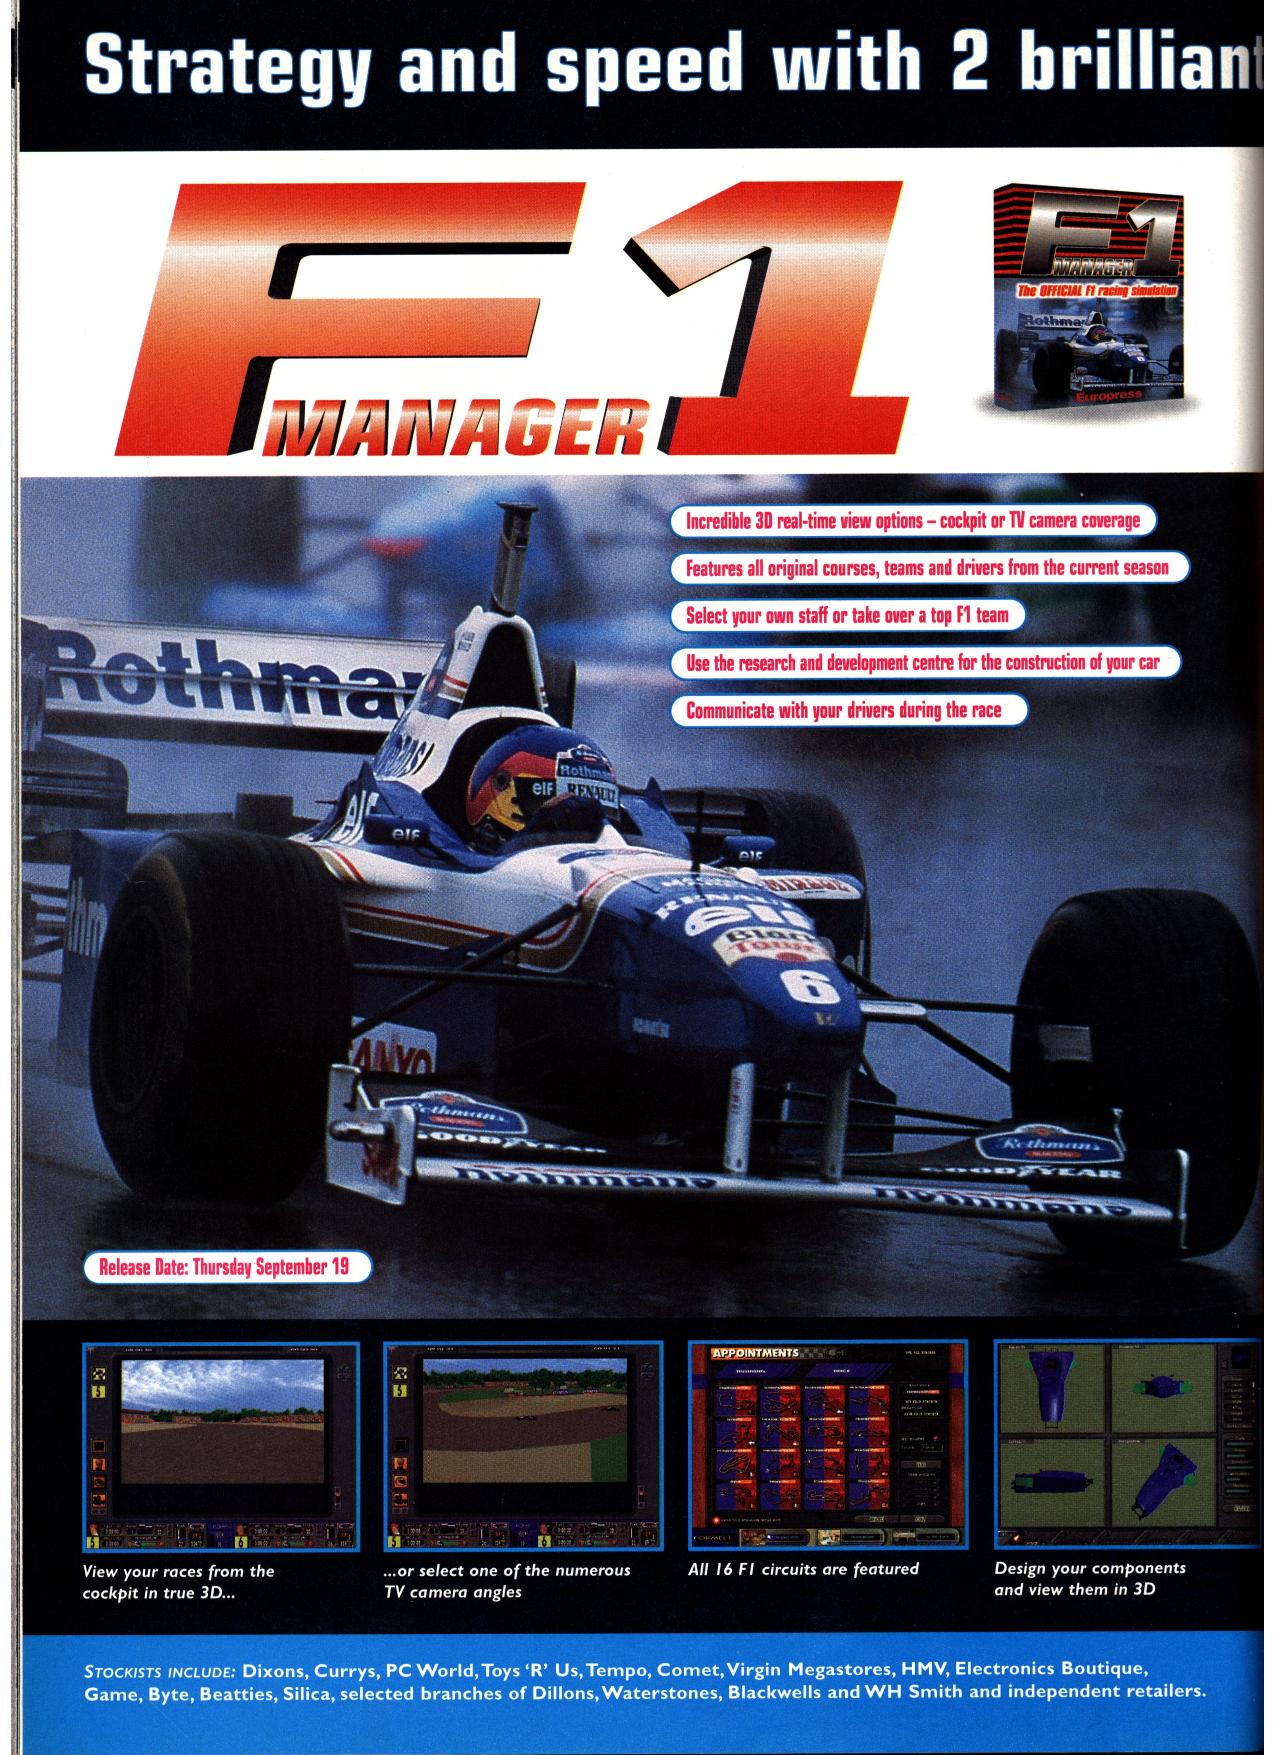 Strategy and speed with 2 brilliant
F1
MANAGER
F1
MANAGER
The OFFICIAL F1 racing simulation
Rothma
Europress
Incredible 3D real-time view options – cockpit or TV camera coverage
Features all original courses, teams and drivers from the current season
Select your own staff or take over a top F1 team
Use the research and development centre for the construction of your car
Communicate with your drivers during the race
Rothman
Rothman
elf
RENAULT
elf
elf
elf
RENAULT
elf
6
SANYO
Rothmans
GOODYEAR
Rothmans
Rothmans
GOODYEAR
Rothmans
Release Date: Thursday September 19
APPOINTMENTS
View your races from the
cockpit in true 3D...
...or select one of the numerous
TV camera angles
All 16 F1 circuits are featured
Design your components
and view them in 3D
STOCKISTS INCLUDE: Dixons, Currys, PC World, Toys ‘R’ Us, Tempo, Comet, Virgin Megastores, HMV, Electronics Boutique,
Game, Byte, Beatties, Silica, selected branches of Dillons, Waterstones, Blackwells and WH Smith and independent retailers.